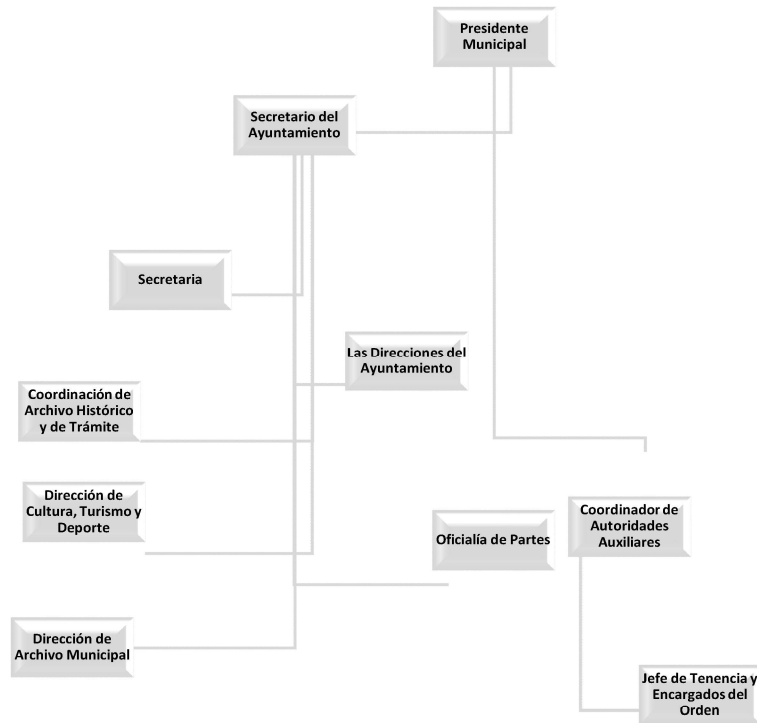 Presidente
Municipal
Secretario del
Ayuntamiento
Secretaria
Las Direcciones del
Ayuntamiento
Coordinación de
Archivo Histórico
y de Trámite
Dirección de
Cultura, Turismo y
Deporte
Oficialía de Partes
Coordinador de
Autoridades
Auxiliares
Dirección de
Archivo Municipal
Jefe de Tenencia y
Encargados del
Orden